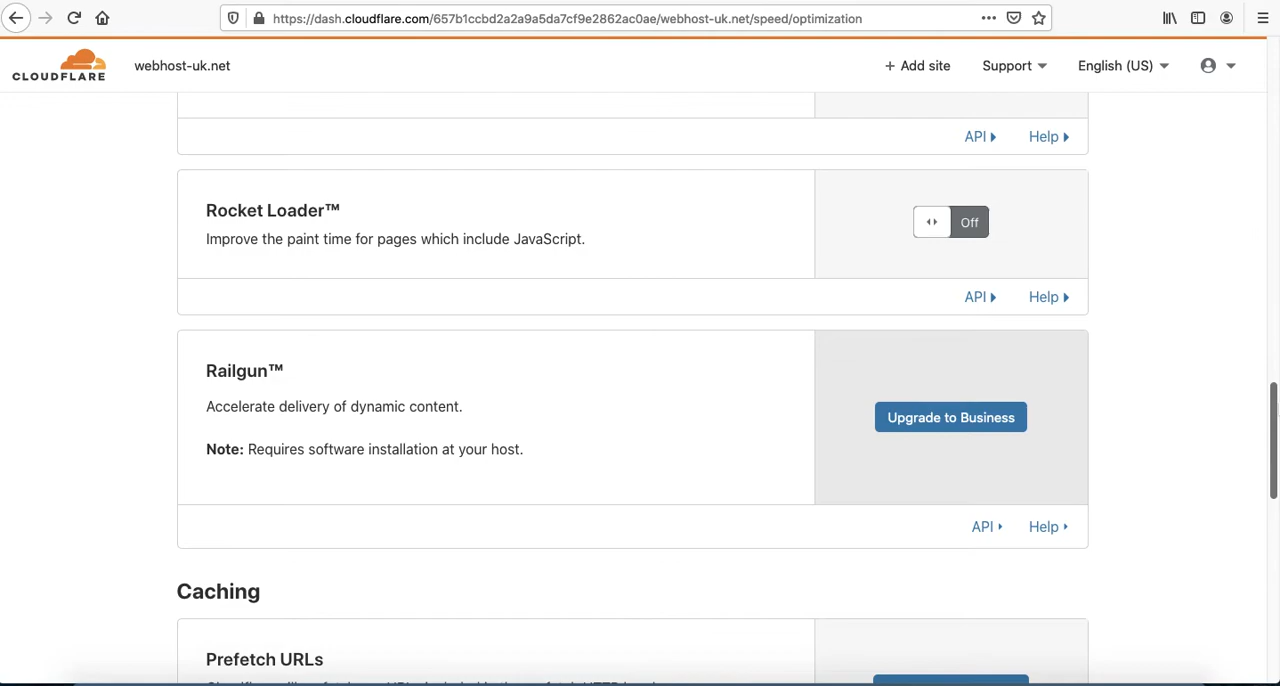 https://dash.cloudflare.com/657b1ccbd2a2a9a5da7cf9e2862ac0ae/webhost-uk.net/speed/optimization
CLOUDFLARE
webhost-uk.net
+ Add site
Support
English (US)
API
Help
Rocket Loader™
Improve the paint time for pages which include JavaScript.
Off
API
Help
Railgun™
Accelerate delivery of dynamic content.
Note: Requires software installation at your host.
Upgrade to Business
API
Help
Caching
Prefetch URLs